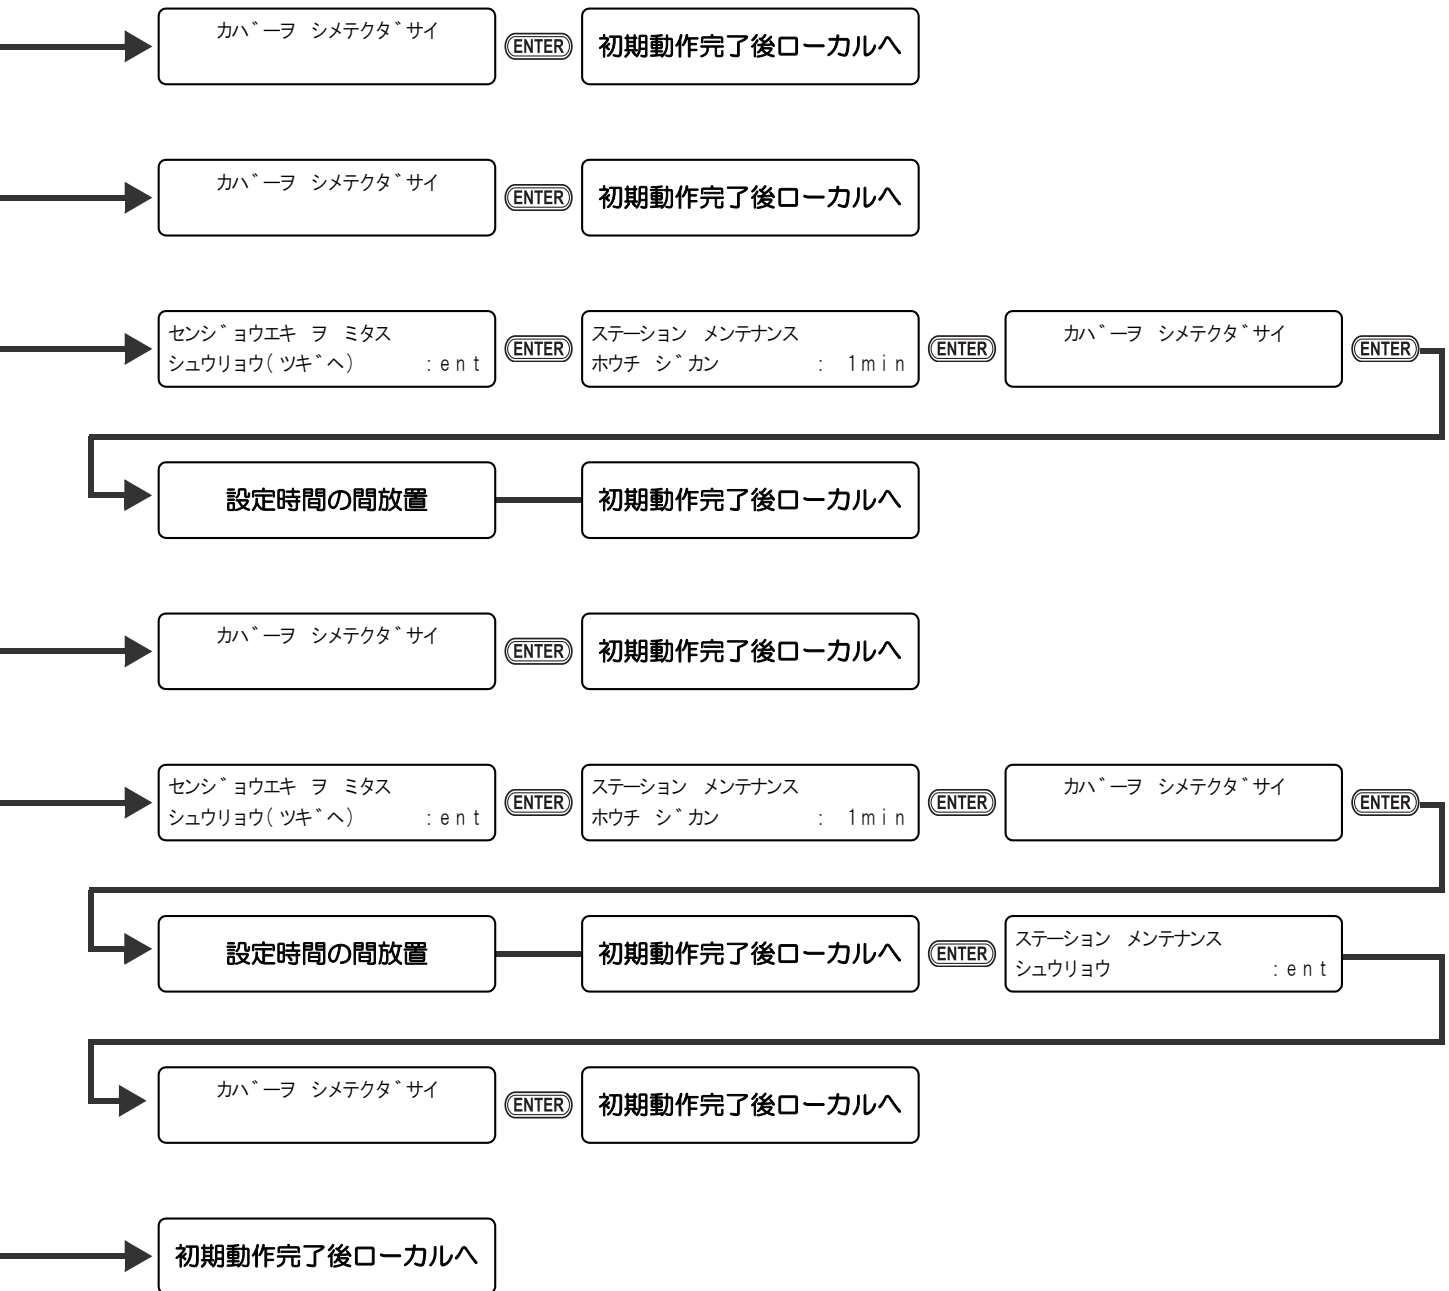 カバーヲ シメテクダサイ
ENTER
初期動作完了後ローカルへ
カバーヲ シメテクダサイ
ENTER
初期動作完了後ローカルへ
センジョウエキ ヲ ミタス
シュウリョウ(ツギヘ) :ent
ENTER
ステーション メンテナンス
ホウチ ジカン : 1min
ENTER
カバーヲ シメテクダサイ
ENTER
設定時間の間放置
初期動作完了後ローカルへ
カバーヲ シメテクダサイ
ENTER
初期動作完了後ローカルへ
センジョウエキ ヲ ミタス
シュウリョウ(ツギヘ) :ent
ENTER
ステーション メンテナンス
ホウチ ジカン : 1min
ENTER
カバーヲ シメテクダサイ
ENTER
設定時間の間放置
初期動作完了後ローカルへ
ENTER
ステーション メンテナンス
シュウリョウ :ent
カバーヲ シメテクダサイ
ENTER
初期動作完了後ローカルへ
初期動作完了後ローカルへ